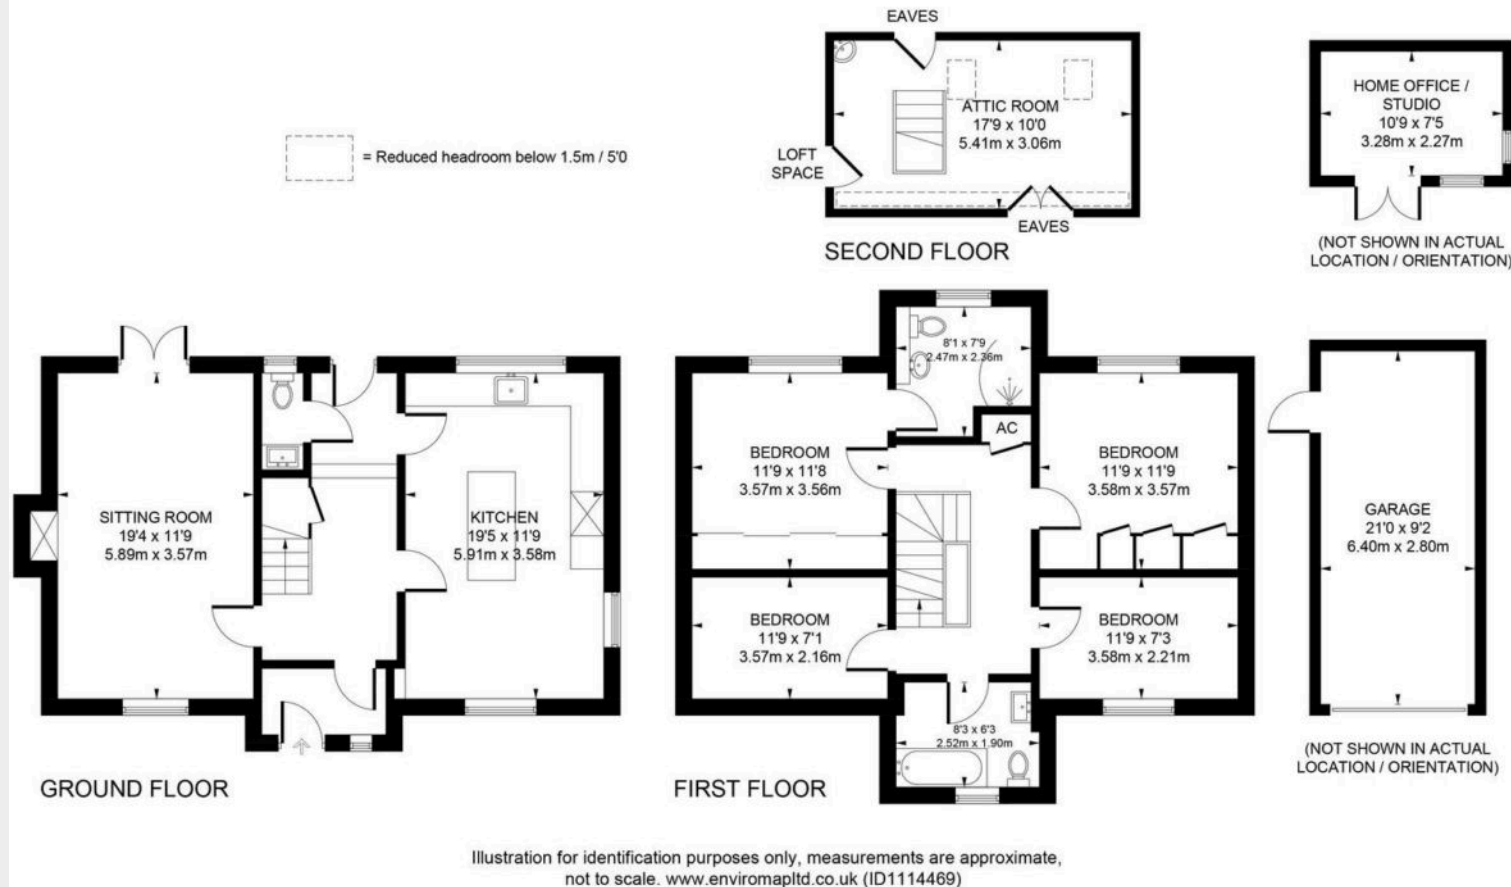 EAVES
= Reduced headroom below 1.5m / 5'0
LOFT
SPACE
ATTIC ROOM
17'9 x 10'0
5.41m x 3.06m
EAVES
SECOND FLOOR
HOME OFFICE /
STUDIO
10'9 x 7'5
3.28m x 2.27m
(NOT SHOWN IN ACTUAL
LOCATION / ORIENTATION)
SITTING ROOM
19'4 x 11'9
5.89m x 3.57m
KITCHEN
19'5 x 11'9
5.91m x 3.58m
GROUND FLOOR
8'1 x 7'9
2.47m x 2.36m
AC
BEDROOM
11'9 x 11'8
3.57m x 3.56m
BEDROOM
11'9 x 11'9
3.58m x 3.57m
BEDROOM
11'9 x 7'1
3.57m x 2.16m
BEDROOM
11'9 x 7'3
3.58m x 2.21m
8'3 x 6'3
2.52m x 1.90m
FIRST FLOOR
GARAGE
21'0 x 9'2
6.40m x 2.80m
(NOT SHOWN IN ACTUAL
LOCATION / ORIENTATION)
Illustration for identification purposes only, measurements are approximate,
not to scale. www.enviromapltd.co.uk (ID1114469)